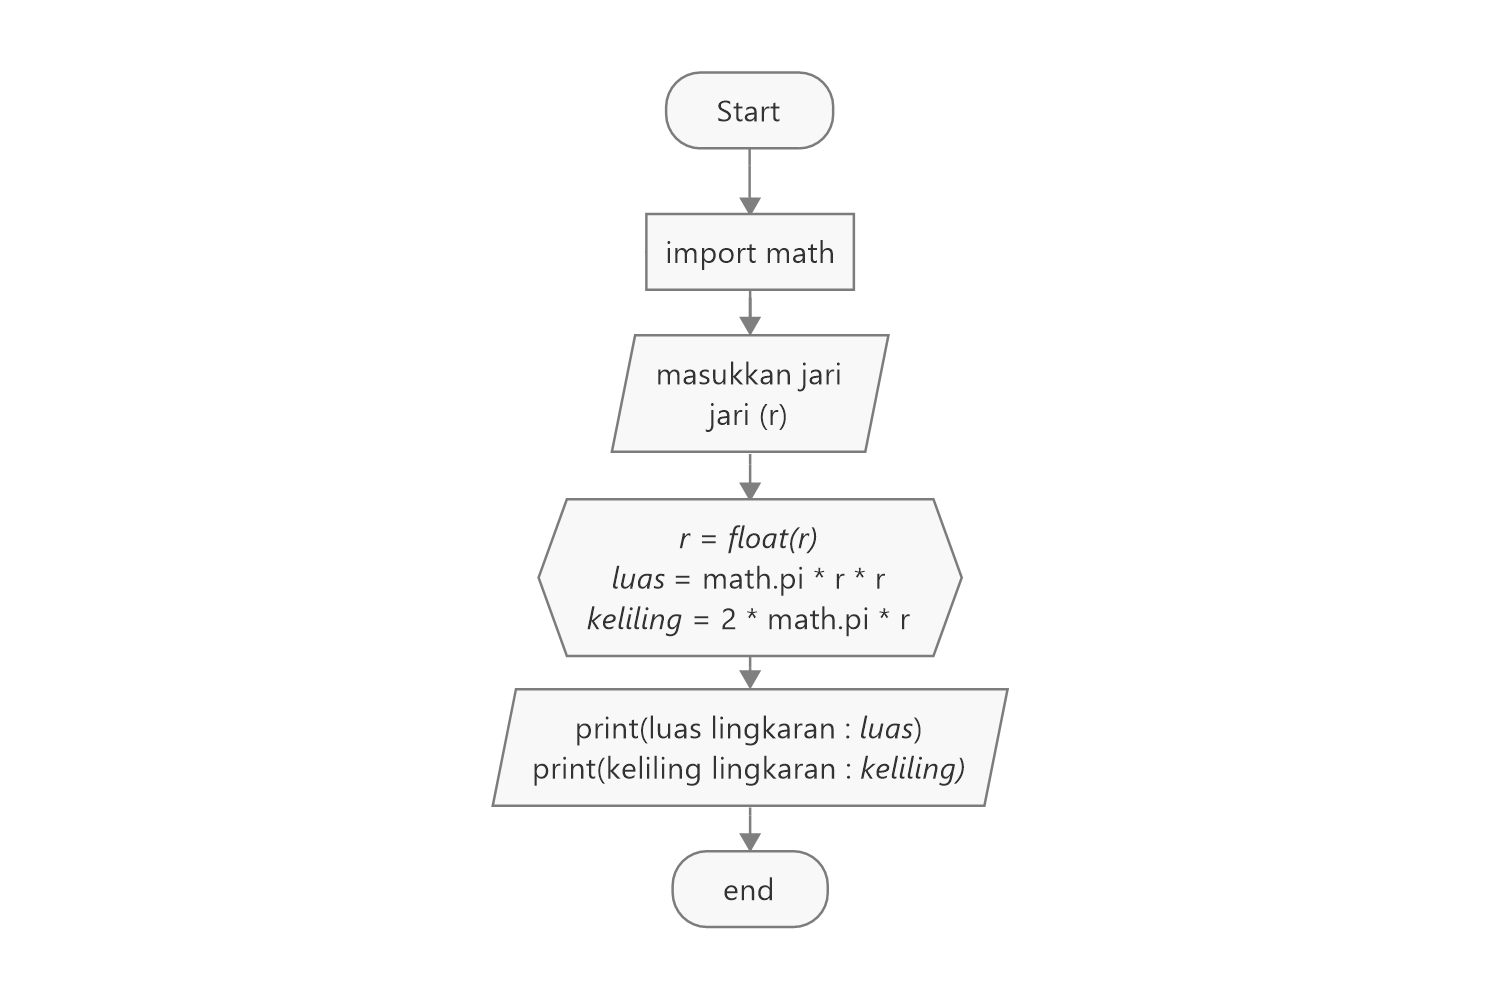 Start
import math
masukkan jari
jari (r)
r = float(r)
luas = math.pi * r * r
keliling = 2 * math.pi * r
print(luas lingkaran : luas)
print(keliling lingkaran : keliling)
end